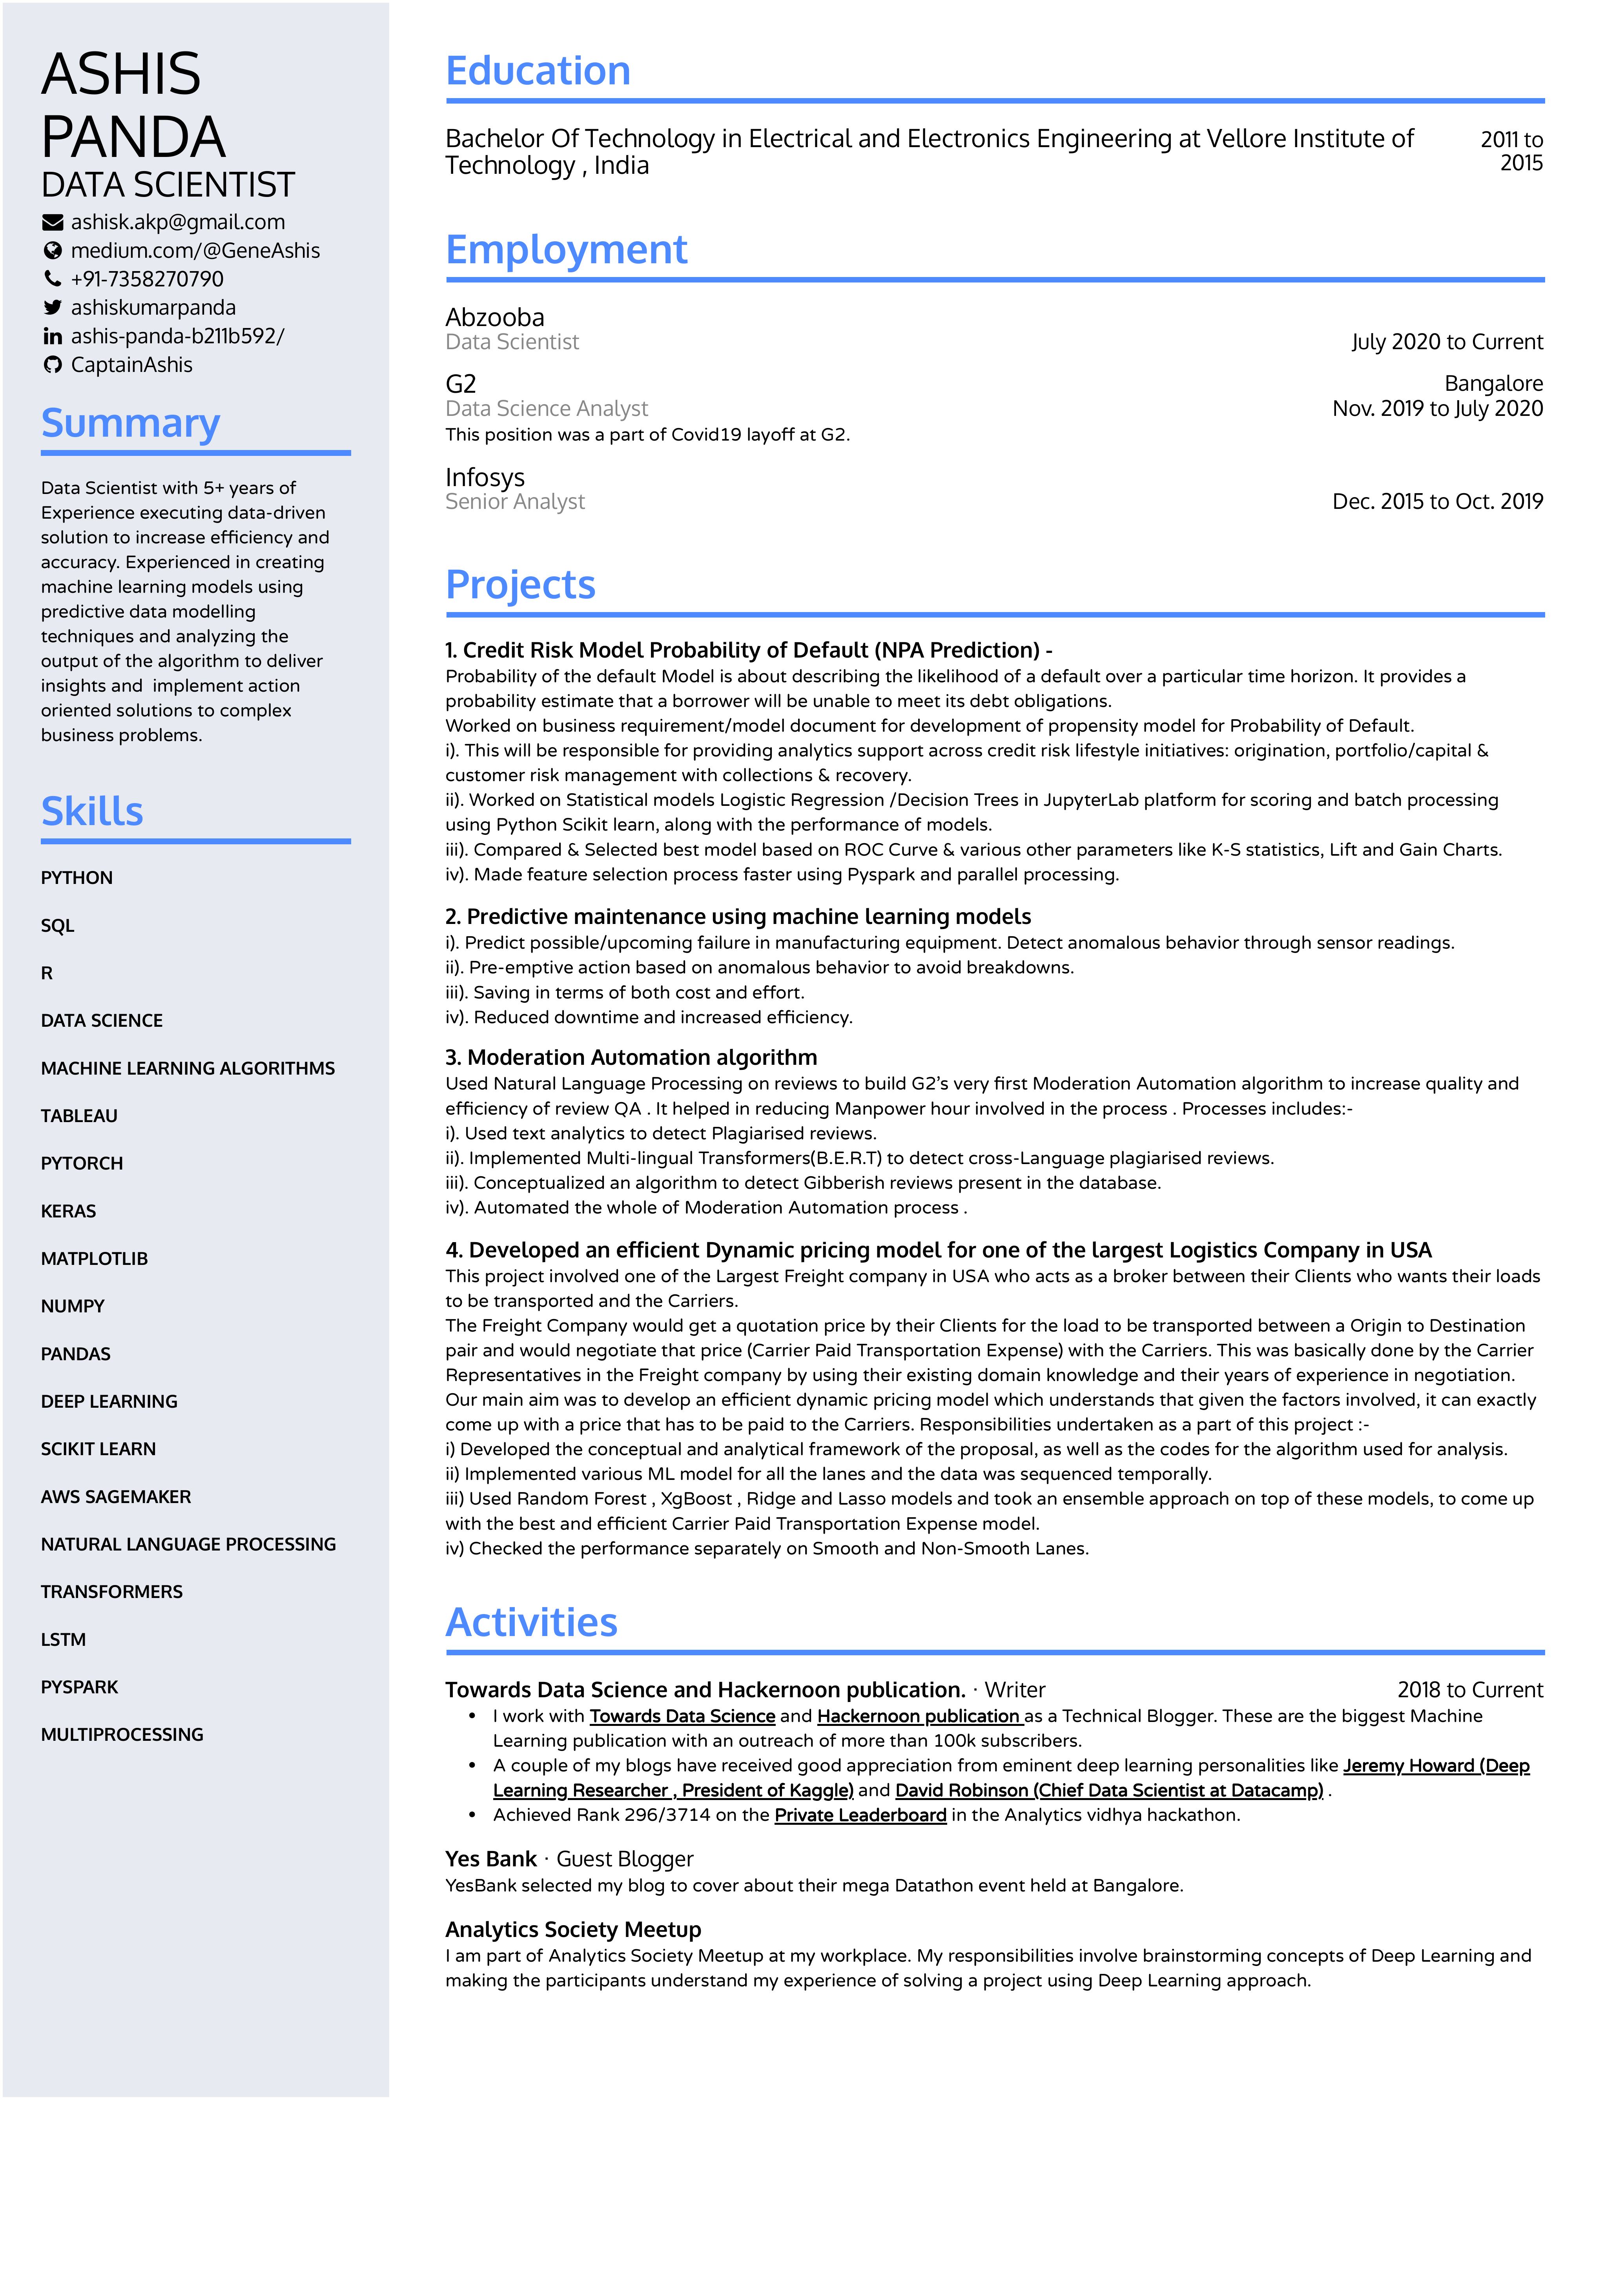 ASHIS
PANDA
DATA SCIENTIST
ashisk.akp@gmail.com
medium.com/@GeneAshis
+91-7358270790
ashiskumarpanda
ashis-panda-b211b592/
CaptainAshis
Summary
Data Scientist with 5+ years of
Experience executing data-driven
solution to increase efficiency and
accuracy. Experienced in creating
machine learning models using
predictive data modelling
techniques and analyzing the
output of the algorithm to deliver
insights and  implement action
oriented solutions to complex
business problems.
Skills
PYTHON
SQL
R
DATA SCIENCE
MACHINE LEARNING ALGORITHMS
TABLEAU
PYTORCH
KERAS
MATPLOTLIB
NUMPY
PANDAS
DEEP LEARNING
SCIKIT LEARN
AWS SAGEMAKER
NATURAL LANGUAGE PROCESSING
TRANSFORMERS
LSTM
PYSPARK
MULTIPROCESSING
Education
Bachelor Of Technology in Electrical and Electronics Engineering at Vellore Institute of 2011 to
Technology , India 2015
Employment
Abzooba
Data Scientist July 2020 to Current
G2 Bangalore
Data Science Analyst Nov. 2019 to July 2020
This position was a part of Covid19 layoff at G2.
Infosys
Senior Analyst Dec. 2015 to Oct. 2019
Projects
1. Credit Risk Model Probability of Default (NPA Prediction) -
Probability of the default Model is about describing the likelihood of a default over a particular time horizon. It provides a
probability estimate that a borrower will be unable to meet its debt obligations.
Worked on business requirement/model document for development of propensity model for Probability of Default.
i). This will be responsible for providing analytics support across credit risk lifestyle initiatives: origination, portfolio/capital &
customer risk management with collections & recovery.
ii). Worked on Statistical models Logistic Regression /Decision Trees in JupyterLab platform for scoring and batch processing
using Python Scikit learn, along with the performance of models.
iii). Compared & Selected best model based on ROC Curve & various other parameters like K-S statistics, Lift and Gain Charts.
iv). Made feature selection process faster using Pyspark and parallel processing.
2. Predictive maintenance using machine learning models
i). Predict possible/upcoming failure in manufacturing equipment. Detect anomalous behavior through sensor readings.
ii). Pre-emptive action based on anomalous behavior to avoid breakdowns.
iii). Saving in terms of both cost and effort.
iv). Reduced downtime and increased efficiency.
3. Moderation Automation algorithm
Used Natural Language Processing on reviews to build G2's very first Moderation Automation algorithm to increase quality and
efficiency of review QA . It helped in reducing Manpower hour involved in the process . Processes includes:-
i). Used text analytics to detect Plagiarised reviews.
ii). Implemented Multi-lingual Transformers(B.E.R.T) to detect cross-Language plagiarised reviews.
iii). Conceptualized an algorithm to detect Gibberish reviews present in the database.
iv). Automated the whole of Moderation Automation process .
4. Developed an efficient Dynamic pricing model for one of the largest Logistics Company in USA
This project involved one of the Largest Freight company in USA who acts as a broker between their Clients who wants their loads
to be transported and the Carriers.
The Freight Company would get a quotation price by their Clients for the load to be transported between a Origin to Destination
pair and would negotiate that price (Carrier Paid Transportation Expense) with the Carriers. This was basically done by the Carrier
Representatives in the Freight company by using their existing domain knowledge and their years of experience in negotiation.
Our main aim was to develop an efficient dynamic pricing model which understands that given the factors involved, it can exactly
come up with a price that has to be paid to the Carriers. Responsibilities undertaken as a part of this project :-
i) Developed the conceptual and analytical framework of the proposal, as well as the codes for the algorithm used for analysis.
ii) Implemented various ML model for all the lanes and the data was sequenced temporally.
iii) Used Random Forest , XgBoost , Ridge and Lasso models and took an ensemble approach on top of these models, to come up
with the best and efficient Carrier Paid Transportation Expense model.
iv) Checked the performance separately on Smooth and Non-Smooth Lanes.
Activities
Towards Data Science and Hackernoon publication. · Writer 2018 to Current
• I work with Towards Data Science and Hackernoon publication as a Technical Blogger. These are the biggest Machine
Learning publication with an outreach of more than 100k subscribers.
• A couple of my blogs have received good appreciation from eminent deep learning personalities like Jeremy Howard (Deep
Learning Researcher , President of Kaggle) and David Robinson (Chief Data Scientist at Datacamp) .
• Achieved Rank 296/3714 on the Private Leaderboard in the Analytics vidhya hackathon.
Yes Bank · Guest Blogger
YesBank selected my blog to cover about their mega Datathon event held at Bangalore.
Analytics Society Meetup
I am part of Analytics Society Meetup at my workplace. My responsibilities involve brainstorming concepts of Deep Learning and
making the participants understand my experience of solving a project using Deep Learning approach.